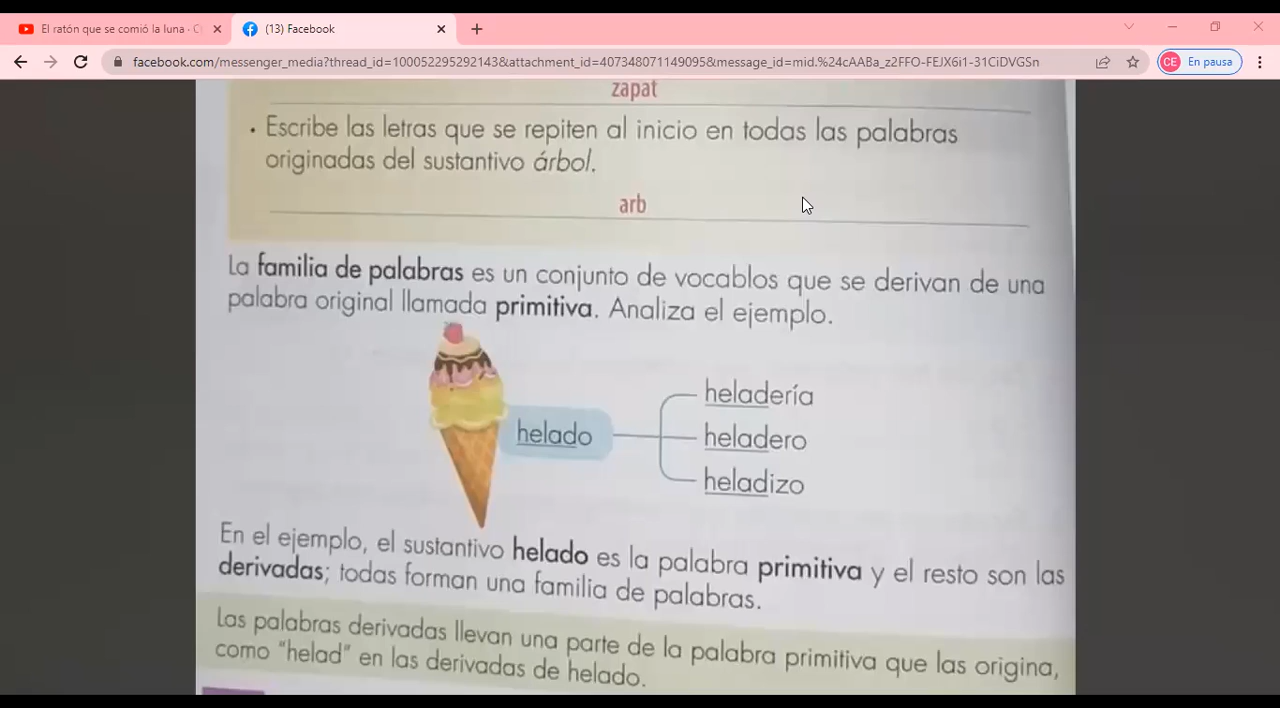 El ratón que se comió la luna - C
(13) Facebook
facebook.com/messenger_media?thread_id=100052295282143&attachment_id=407348071149095&message_id=mid.%24cAABa_z2FFO-FEJX6i1-31CiDVGSn
CE En pausa
zapat
• Escribe las letras que se repiten al inicio en todas las palabras
originadas del sustantivo árbol.
arb
La familia de palabras es un conjunto de vocablos que se derivan de una
palabra original llamada primitiva. Analiza el ejemplo.
heladería
helado
heladero
heladizo
En el ejemplo, el sustantivo helado es la palabra primitiva y el resto son las
derivadas; todas forman una familia de palabras.
Las palabras derivadas llevan una parte de la palabra primitiva que las origina,
como "helad" en las derivadas de helado.